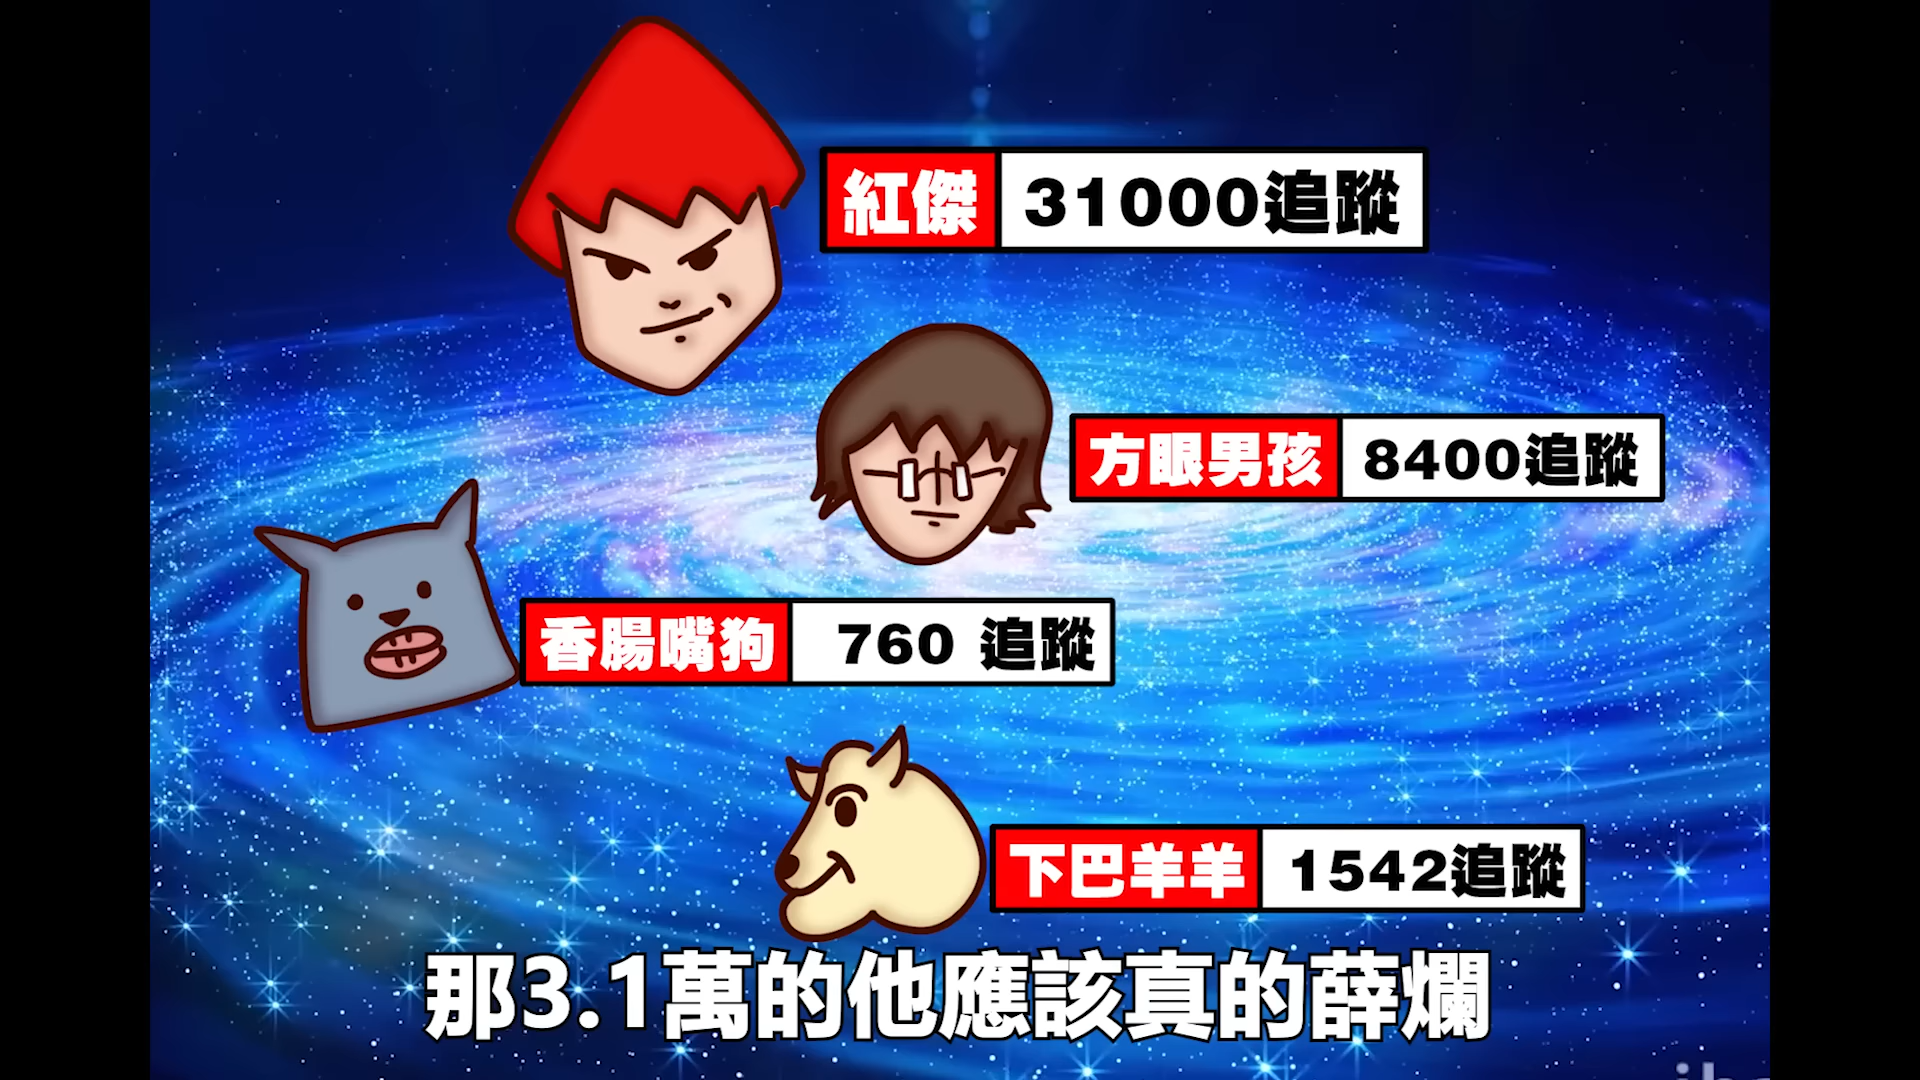 紅傑 31000追蹤
方眼男孩 8400追蹤
香腸嘴狗 760 追蹤
下巴羊羊 1542追蹤
那3.1萬的他應該真的薛爛